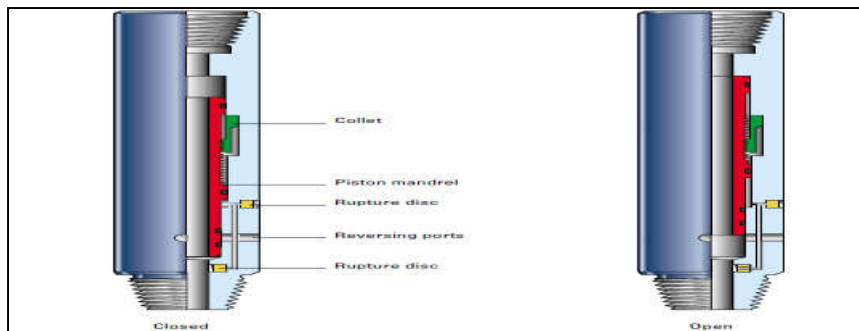 Collet
Piston mandrel
Rupture disc
Reversing ports
Rupture disc
Closed
Open